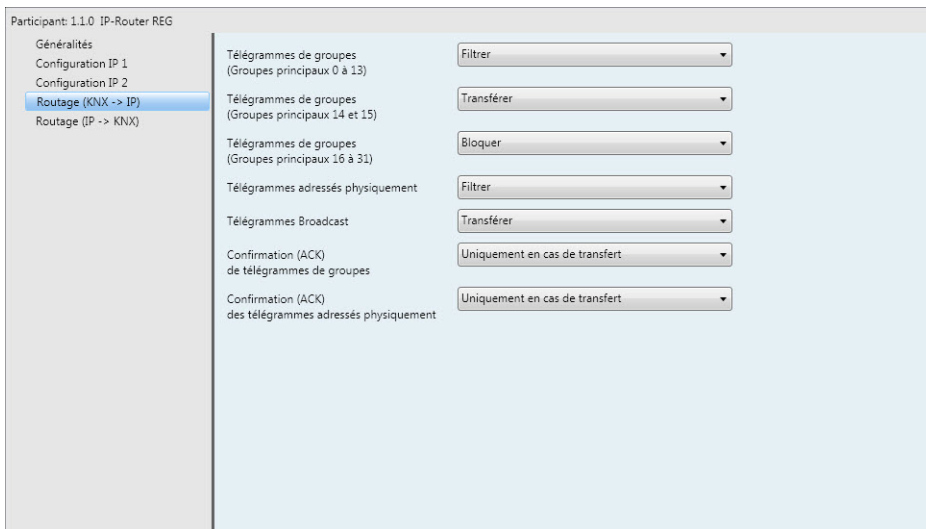 Participant: 1.1.0 IP-Router REG
Généralités
Configuration IP 1
Configuration IP 2
Routage (KNX -> IP)
Routage (IP -> KNX)
Télégrammes de groupes
(Groupes principaux 0 à 13)
Filtrer
Télégrammes de groupes
(Groupes principaux 14 et 15)
Transférer
Télégrammes de groupes
(Groupes principaux 16 à 31)
Bloquer
Télégrammes adressés physiquement
Filtrer
Télégrammes Broadcast
Transférer
Confirmation (ACK)
de télégrammes de groupes
Uniquement en cas de transfert
Confirmation (ACK)
des télégrammes adressés physiquement
Uniquement en cas de transfert